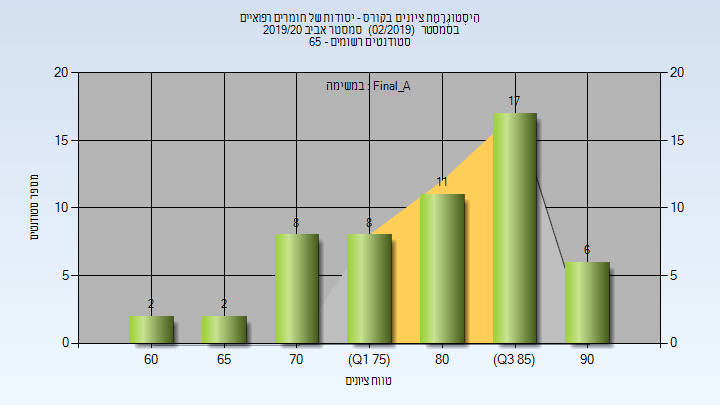 היסטוגרמת ציונים בקורס - יסודות של חומרים רפואיים
בסמסטר (02/2019) סמסטר אביב 2019/20
סטודנטים רשומים - 65
במשימה : Final_A
מספר סטודנטים
20
15
10
5
0
20
15
10
5
0
2
2
8
8
11
17
6
60
65
70
(Q1 75)
80
(Q3 85)
90
טווח ציונים